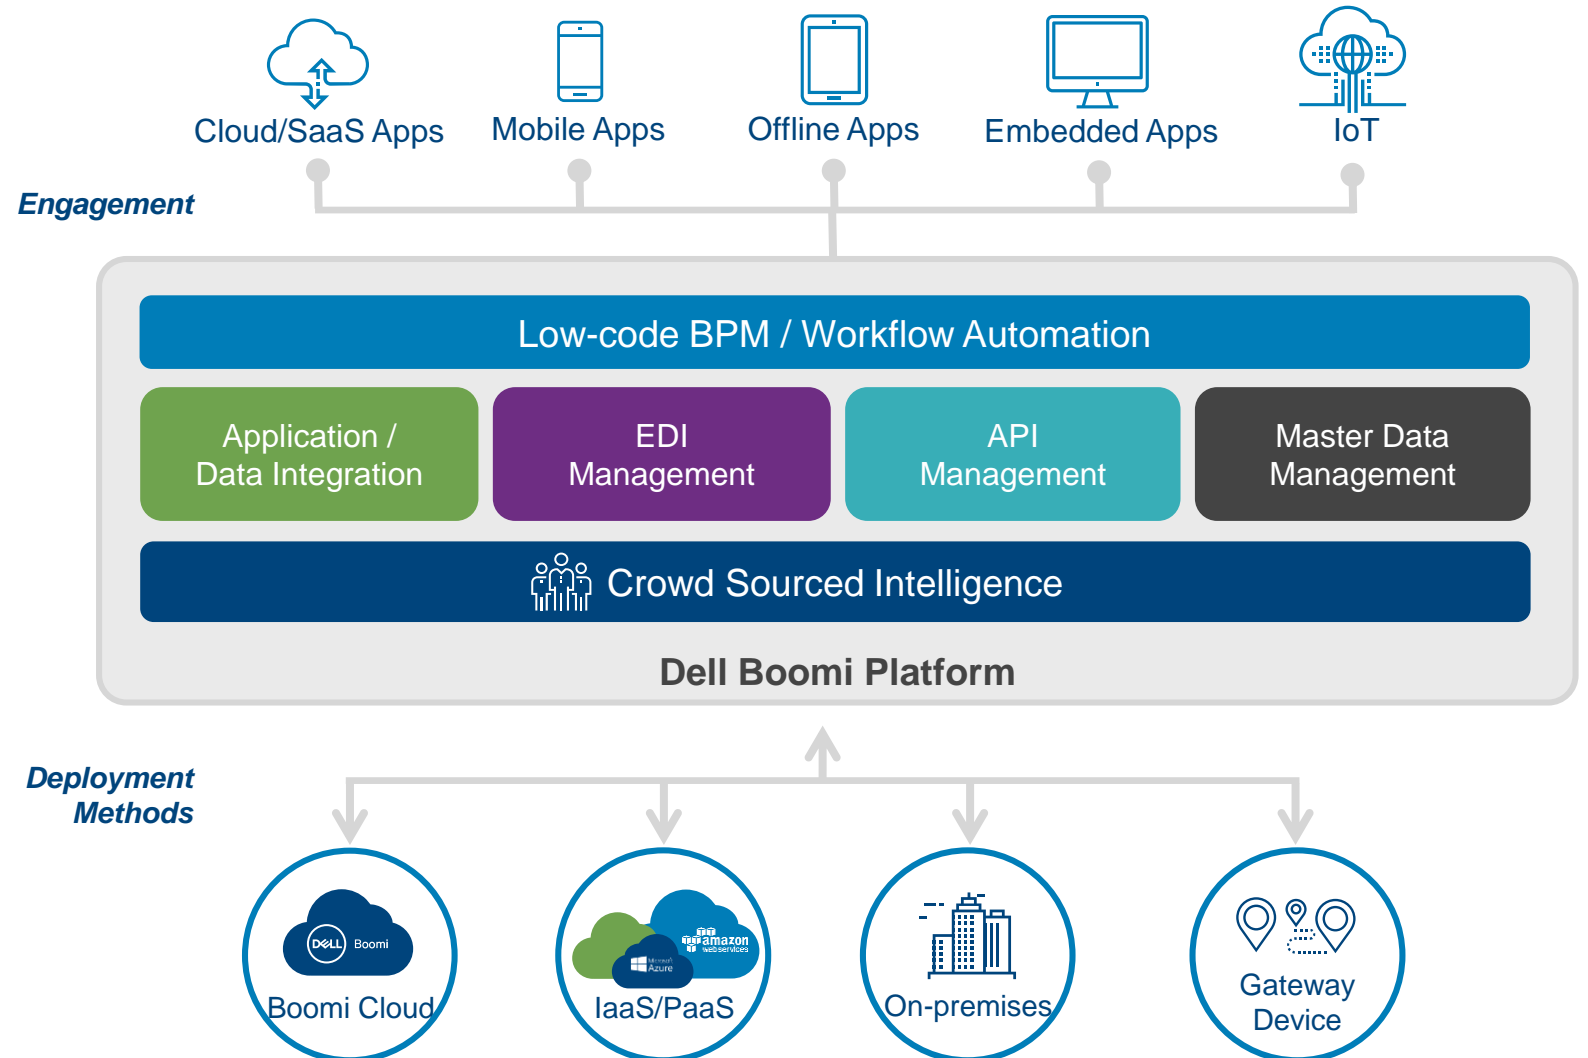 Cloud/SaaS Apps
Mobile Apps
Offline Apps
Embedded Apps
IoT
Engagement
Low-code BPM / Workflow Automation
Application /
Data Integration
EDI
Management
API
Management
Master Data
Management
Crowd Sourced Intelligence
Dell Boomi Platform
Deployment
Methods
DELL Boomi
Boomi Cloud
amazon
webservices
Microsoft
Azure
IaaS/PaaS
On-premises
Gateway
Device